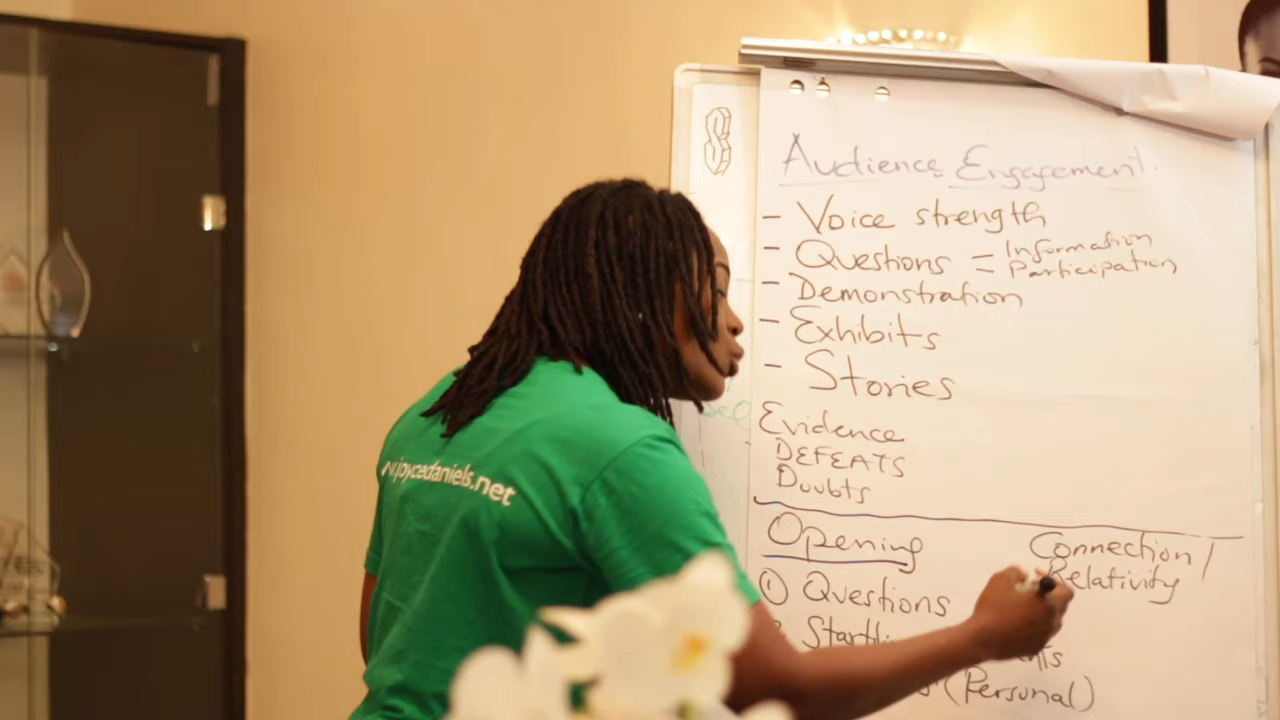 Audience Engagement.
- Voice strength
- Questions - Information
- Participation
- Demonstration
- Exhibits
- Stories
Evidence
DEFEATS
Doubts
Opening
Connection /
Relativity
① Questions
(Personal)
joycedaniels.net